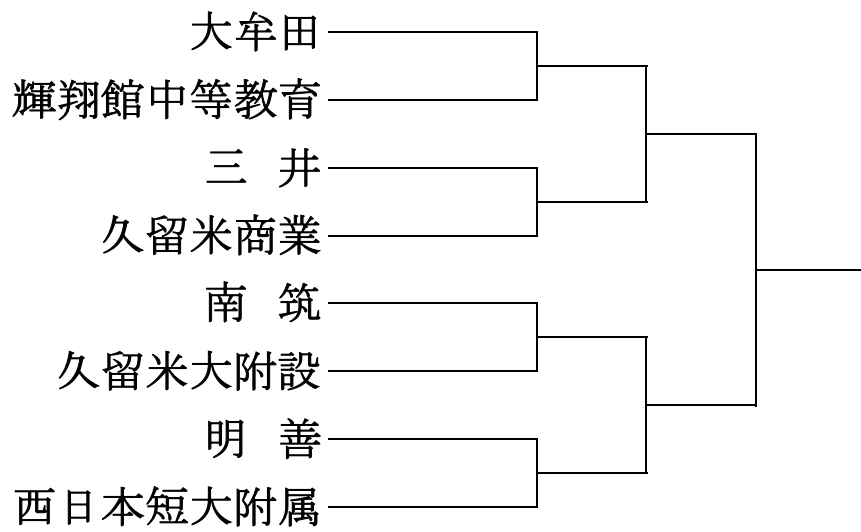 大牟田
輝翔館中等教育
三 井
久留米商業
南 筑
久留米大附設
明 善
西日本短大附属